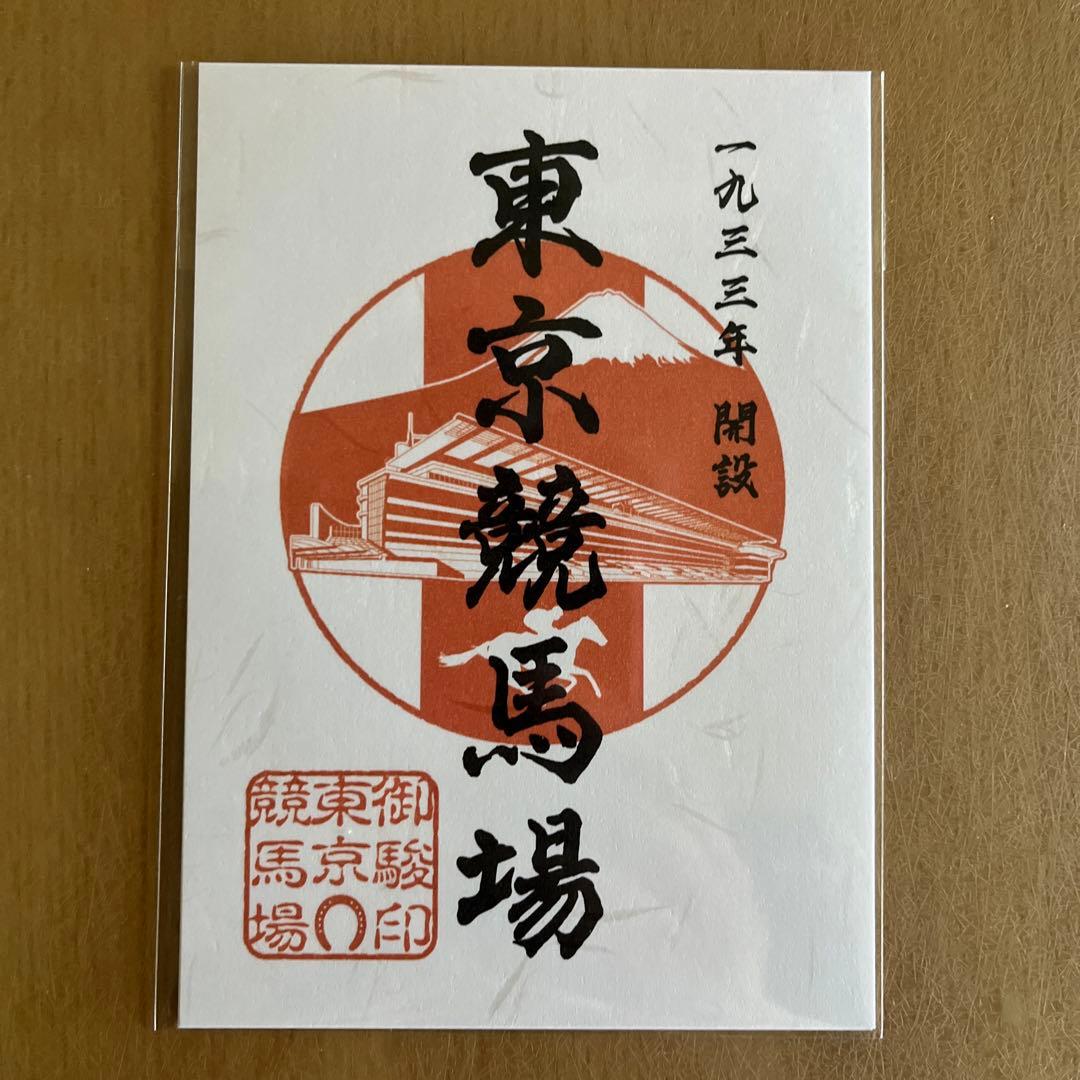 一九三三年 開設
東京競馬場
御駿印
東京
競馬場